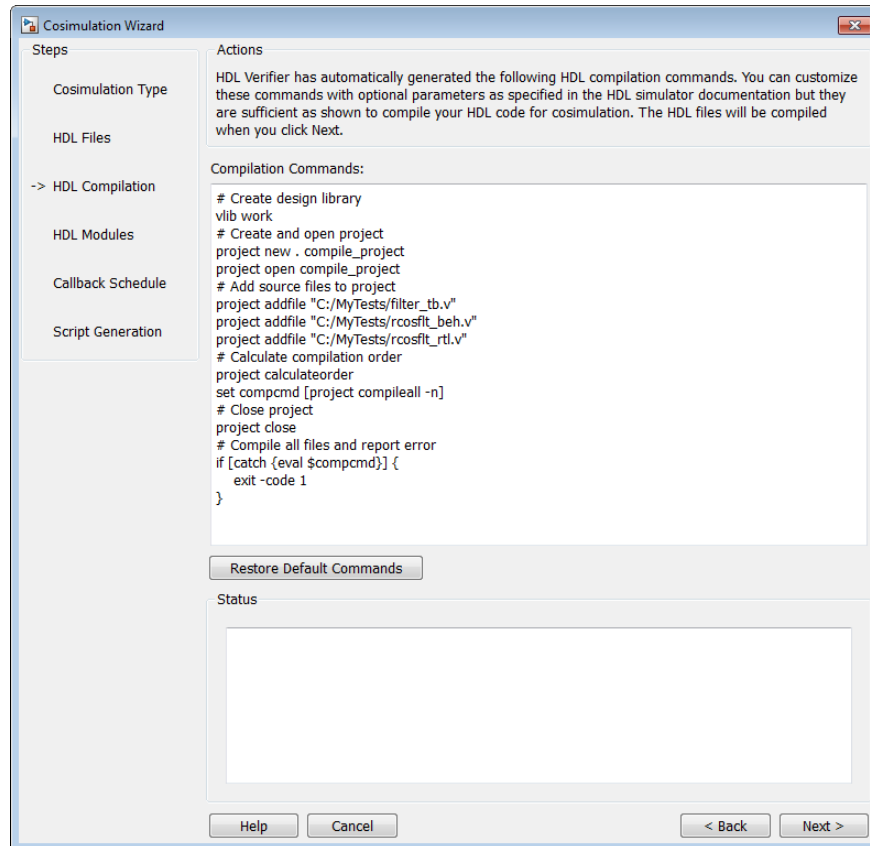 Cosimulation Wizard
Steps
Cosimulation Type
HDL Files
-> HDL Compilation
HDL Modules
Callback Schedule
Script Generation
Actions
HDL Verifier has automatically generated the following HDL compilation commands. You can customize
these commands with optional parameters as specified in the HDL simulator documentation but they
are sufficient as shown to compile your HDL code for cosimulation. The HDL files will be compiled
when you click Next.
Compilation Commands:
# Create design library
vlib work
# Create and open project
project new . compile_project
project open compile_project
# Add source files to project
project addfile "C:/MyTests/filter_tb.v"
project addfile "C:/MyTests/rcosflt_beh.v"
project addfile "C:/MyTests/rcosflt_rtl.v"
# Calculate compilation order
project calculateorder
set compcmd [project compileall -n]
# Close project
project close
# Compile all files and report error
if [catch {eval $compcmd}] {
exit -code 1
}
Restore Default Commands
Status
Help Cancel < Back Next >